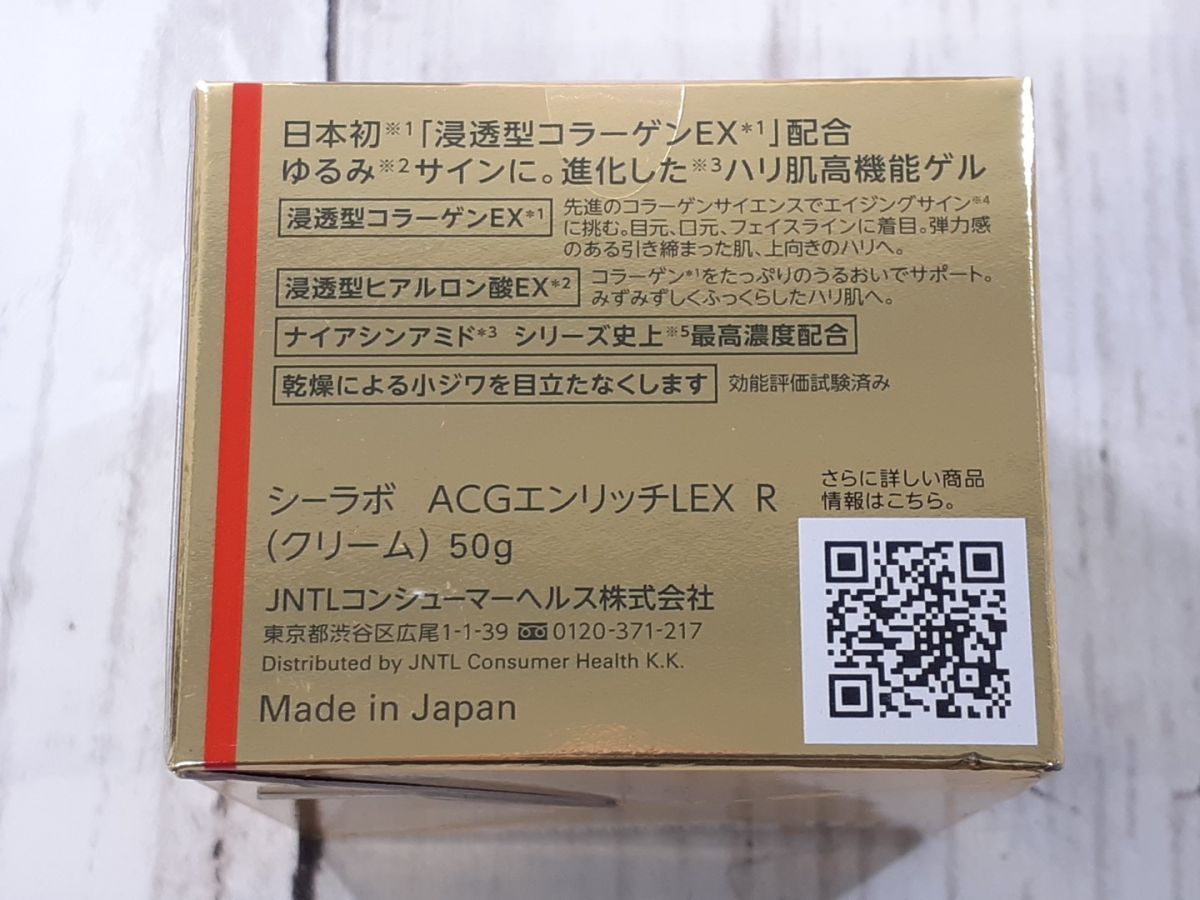 日本初※1「浸透型コラーゲンEX*1」配合
ゆるみ※2サインに。進化した※3ハリ肌高機能ゲル
浸透型コラーゲンEX*1
先進のコラーゲンサイエンスでエイジングサイン※4
に挑む。目元、口元、フェイスラインに着目。弾力感
のある引き締まった肌、上向きのハリへ。
浸透型ヒアルロン酸EX*2
コラーゲン*1をたっぷりのうるおいでサポート。
みずみずしくふっくらしたハリ肌へ。
ナイアシンアミド*3 シリーズ史上※5最高濃度配合
乾燥による小ジワを目立たなくします 効能評価試験済み
シーラボ ACGエンリッチLEX R
（クリーム）50g
さらに詳しい商品
情報はこちら。
JNTLコンシューマーヘルス株式会社
東京都渋谷区広尾1-1-39 0120-371-217
Distributed by JNTL Consumer Health K.K.
Made in Japan